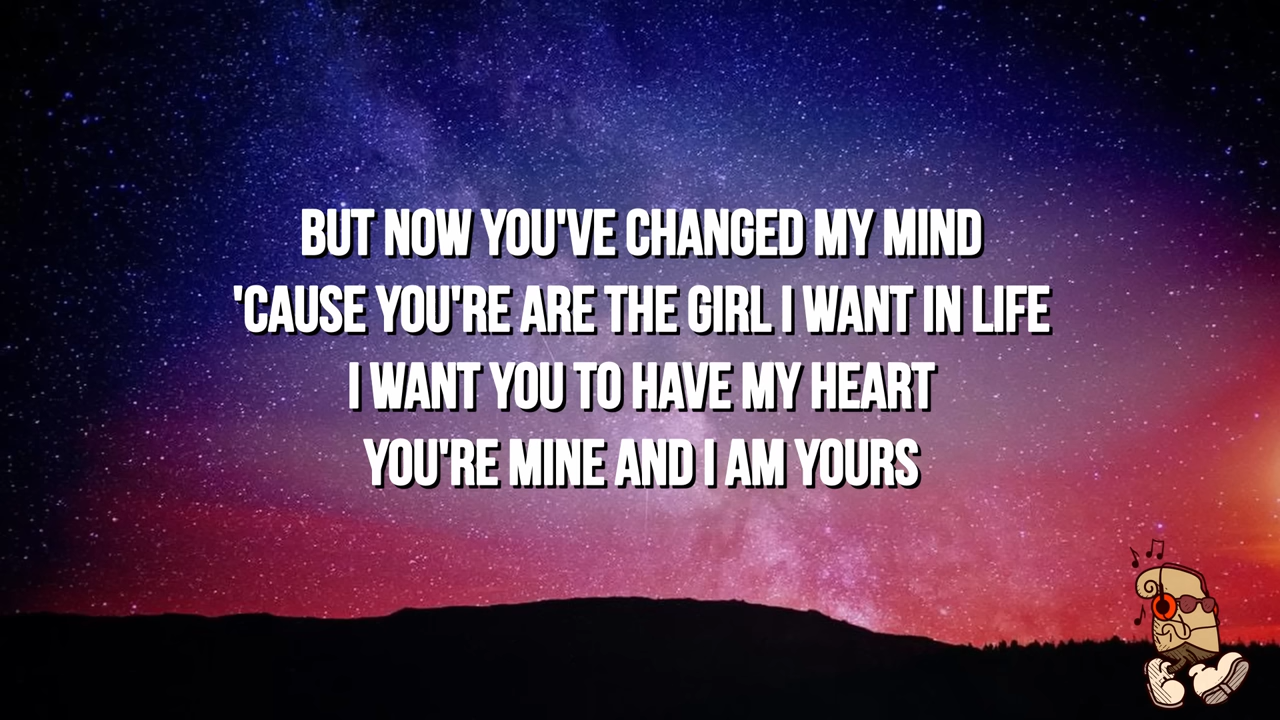 BUT NOW YOU'VE CHANGED MY MIND
'CAUSE YOU'RE ARE THE GIRL I WANT IN LIFE
I WANT YOU TO HAVE MY HEART
YOU'RE MINE AND I AM YOURS